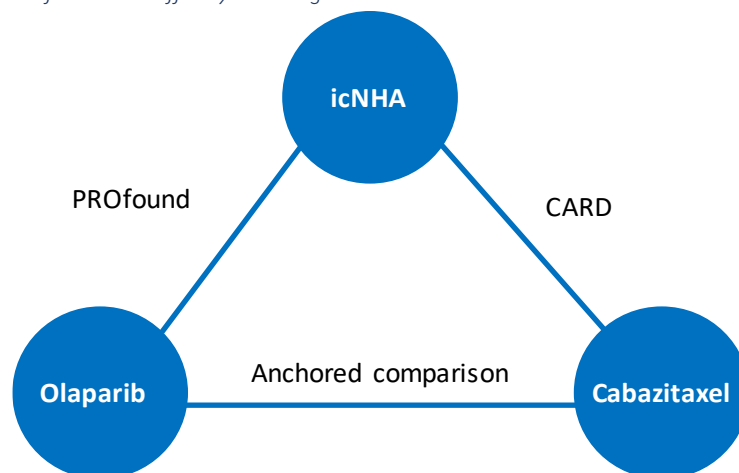 icNHA
PROfound
CARD
Anchored comparison
Olaparib
Cabazitaxel